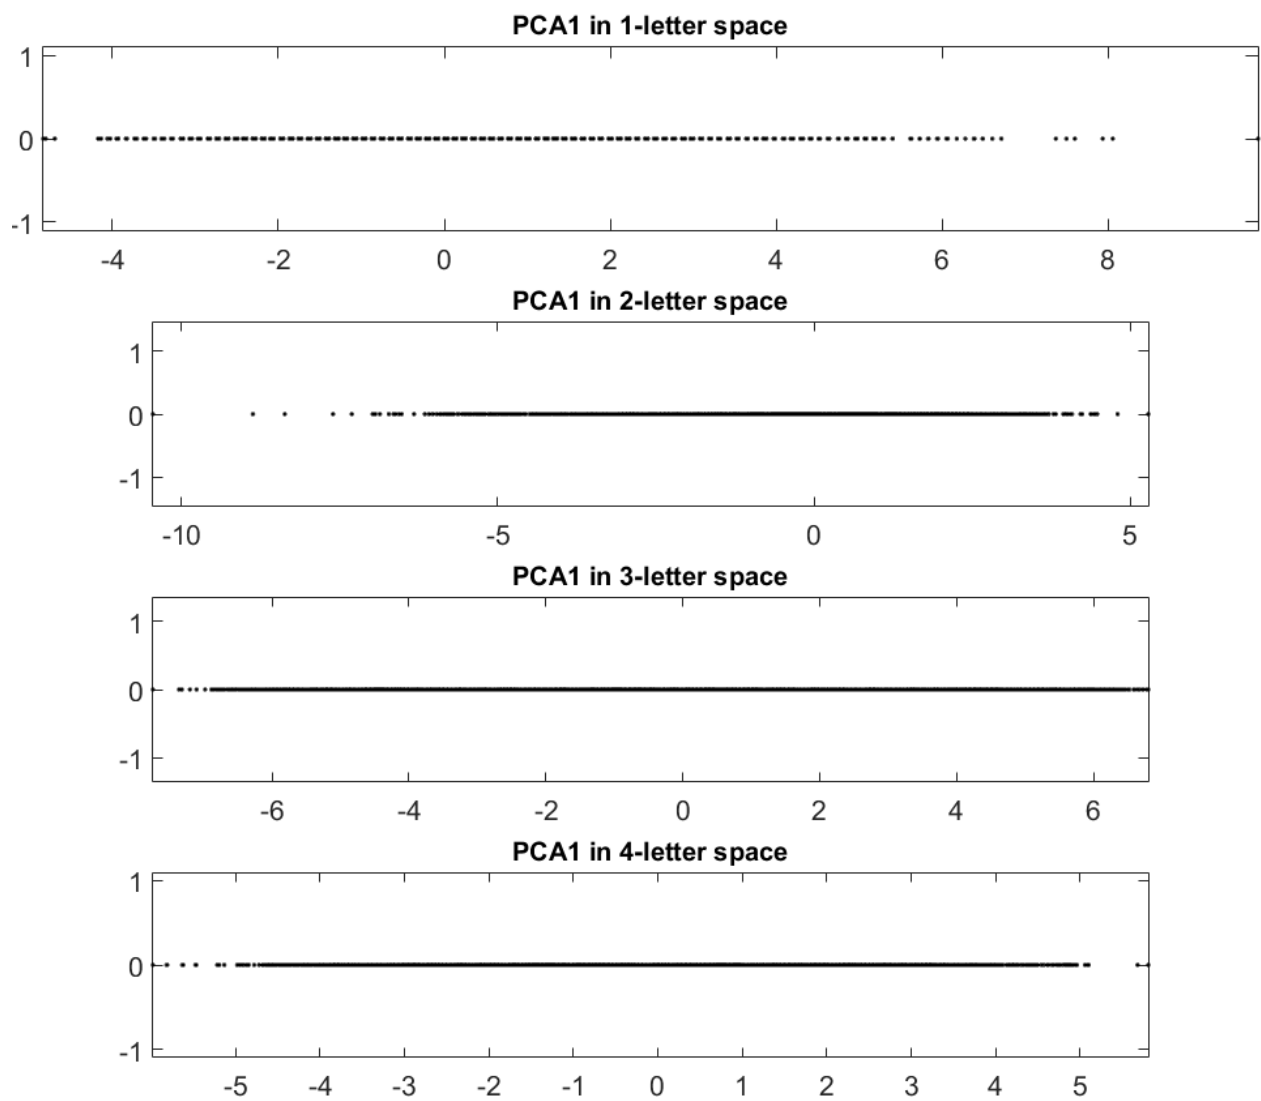 PCA1 in 1-letter space
1
0
-1
-4 -2 0 2 4 6 8
PCA1 in 2-letter space
1
0
-1
-10 -5 0 5
PCA1 in 3-letter space
1
0
-1
-6 -4 -2 0 2 4 6
PCA1 in 4-letter space
1
0
-1
-5 -4 -3 -2 -1 0 1 2 3 4 5